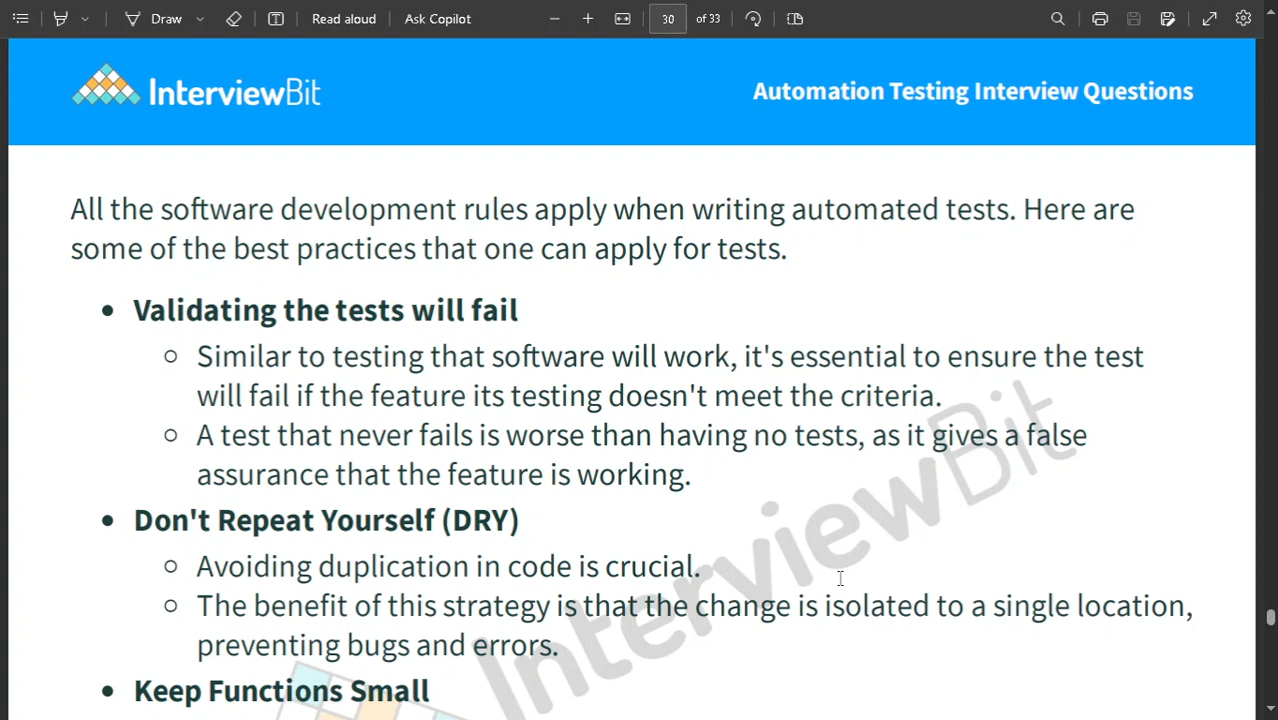 Draw
Read aloud
Ask Copilot
30 of 33
InterviewBit
Automation Testing Interview Questions
All the software development rules apply when writing automated tests. Here are
some of the best practices that one can apply for tests.
• Validating the tests will fail
○ Similar to testing that software will work, it's essential to ensure the test
will fail if the feature its testing doesn't meet the criteria.
○ A test that never fails is worse than having no tests, as it gives a false
assurance that the feature is working.
• Don't Repeat Yourself (DRY)
○ Avoiding duplication in code is crucial.
○ The benefit of this strategy is that the change is isolated to a single location,
preventing bugs and errors.
• Keep Functions Small
InterviewBit